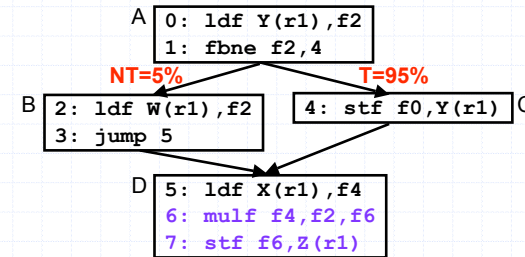 A
0: ldf Y(r1),f2
1: fbne f2,4
NT=5%
T=95%
B
2: ldf W(r1),f2
3: jump 5
4: stf f0,Y(r1)
C
D
5: ldf X(r1),f4
6: mulf f4,f2,f6
7: stf f6,Z(r1)